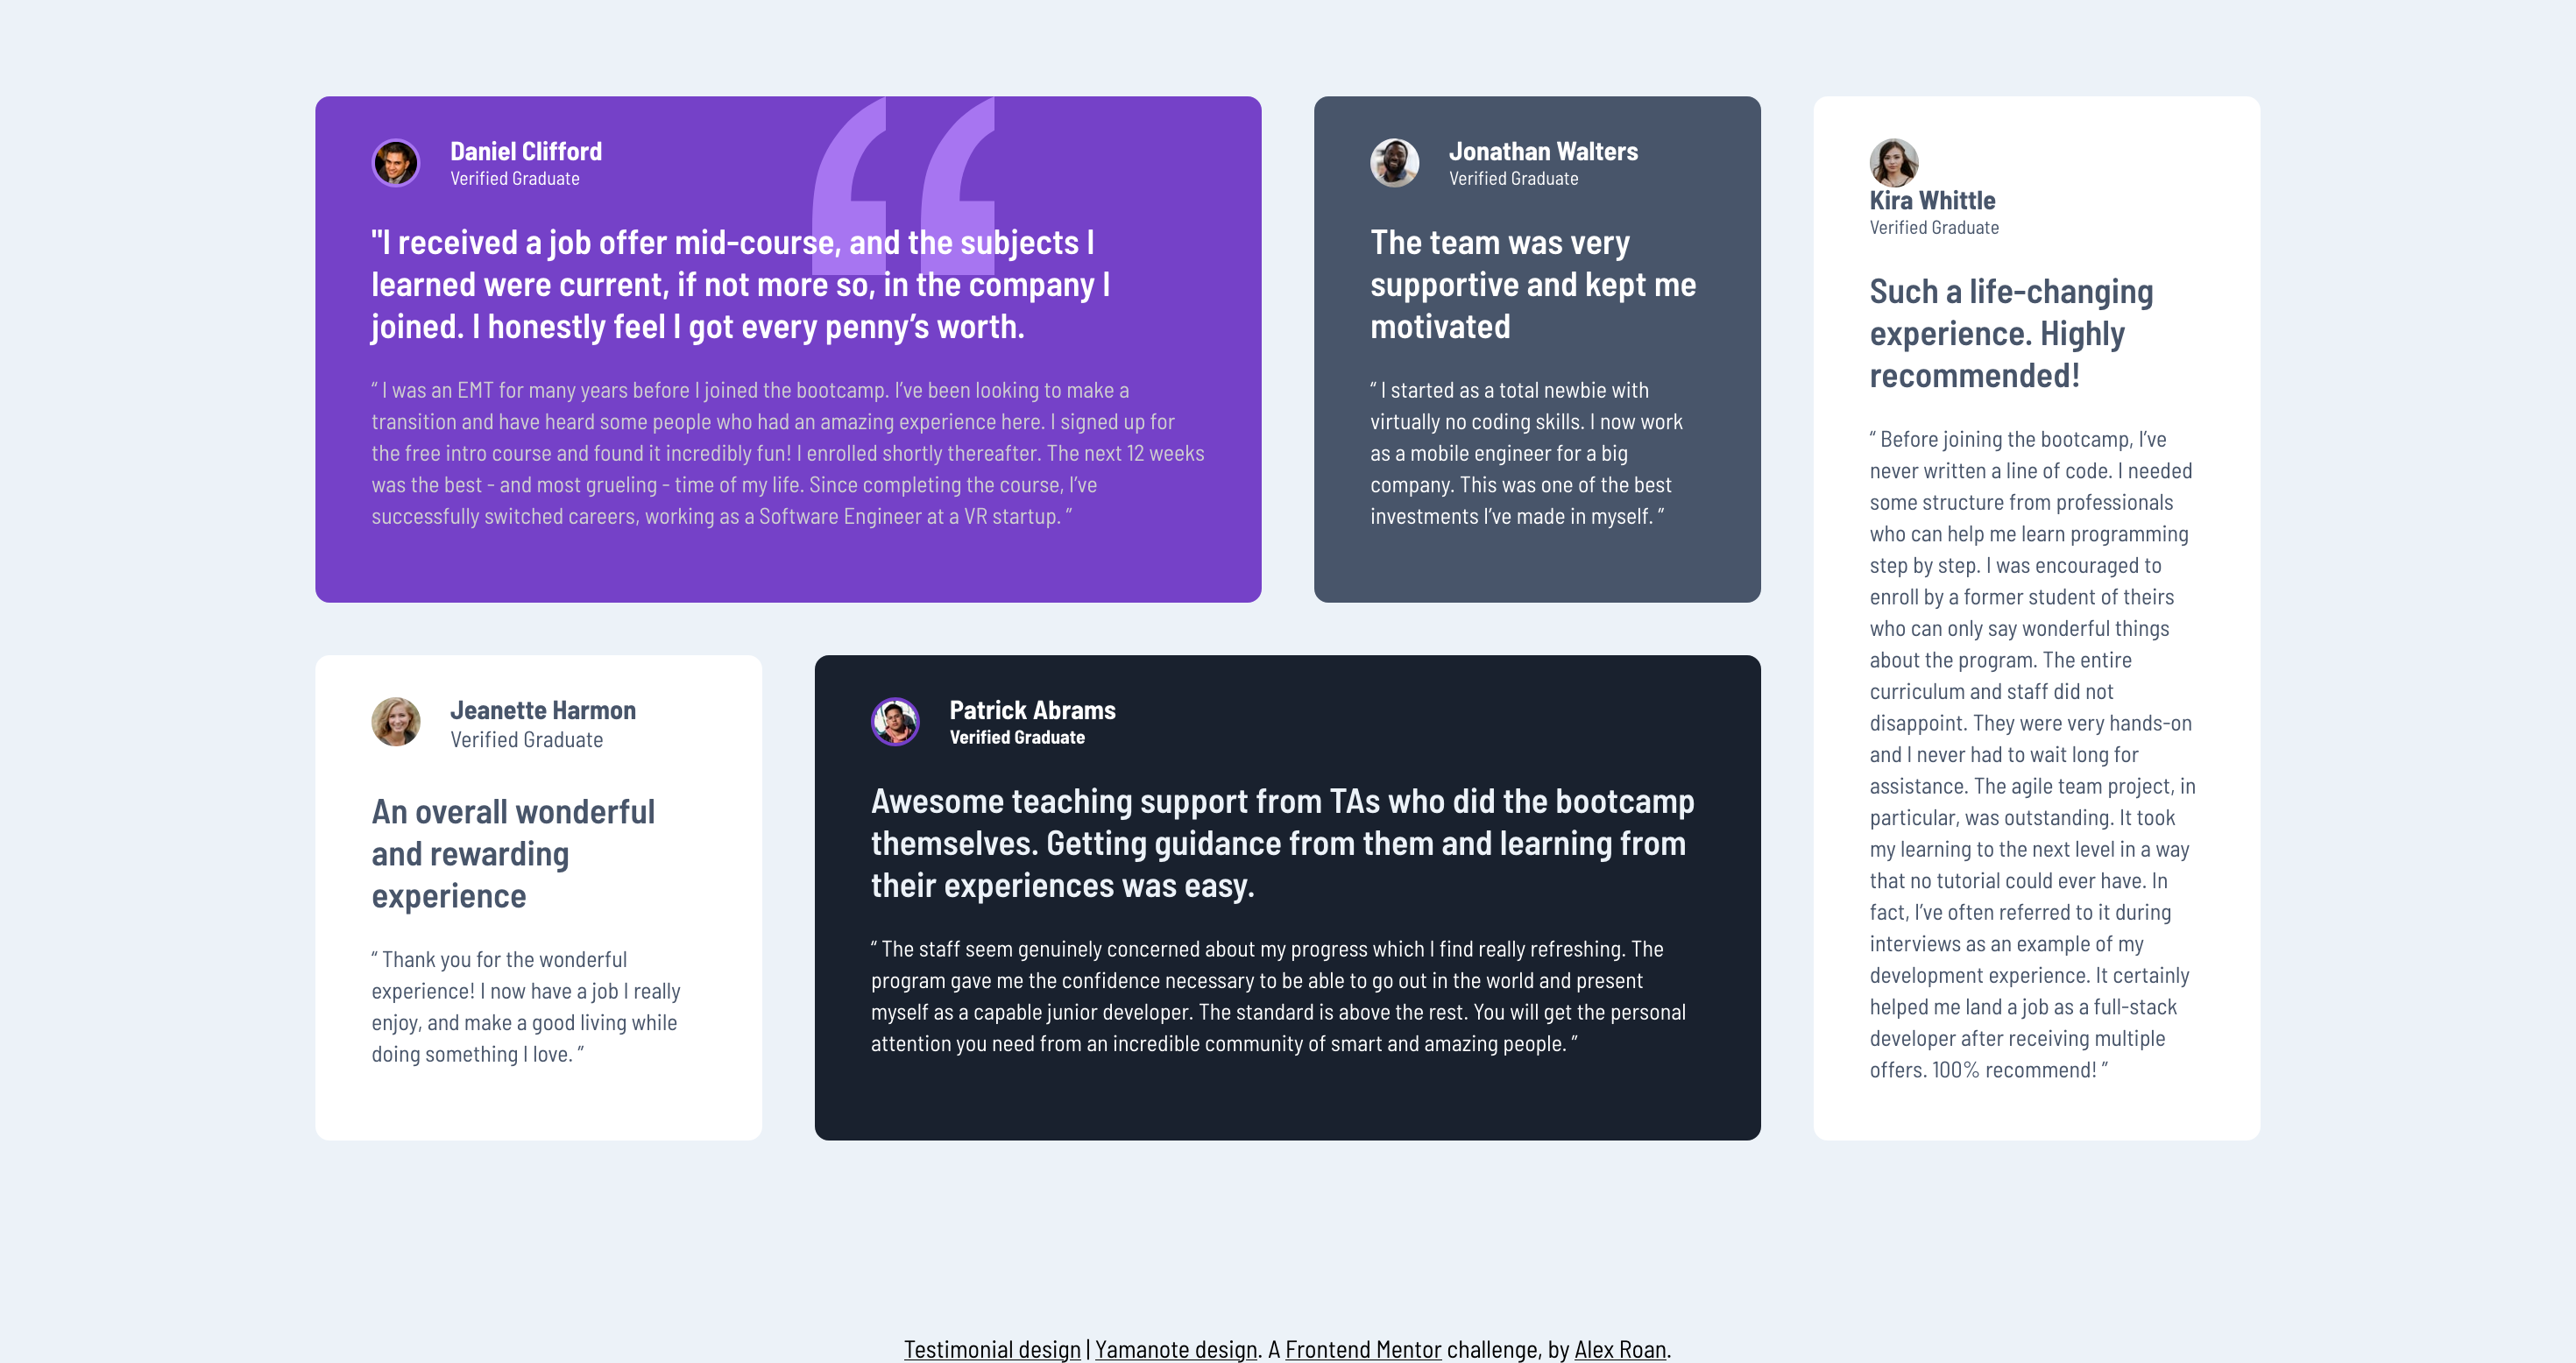 Daniel Clifford
Verified Graduate
"I received a job offer mid-course, and the subjects I
learned were current, if not more so, in the company I
joined. I honestly feel I got every penny’s worth.
“ I was an EMT for many years before I joined the bootcamp. I’ve been looking to make a
transition and have heard some people who had an amazing experience here. I signed up for
the free intro course and found it incredibly fun! I enrolled shortly thereafter. The next 12 weeks
was the best - and most grueling - time of my life. Since completing the course, I’ve
successfully switched careers, working as a Software Engineer at a VR startup. ”
Jonathan Walters
Verified Graduate
The team was very
supportive and kept me
motivated
“ I started as a total newbie with
virtually no coding skills. I now work
as a mobile engineer for a big
company. This was one of the best
investments I’ve made in myself. ”
Kira Whittle
Verified Graduate
Such a life-changing
experience. Highly
recommended!
“ Before joining the bootcamp, I’ve
never written a line of code. I needed
some structure from professionals
who can help me learn programming
step by step. I was encouraged to
enroll by a former student of theirs
who can only say wonderful things
about the program. The entire
curriculum and staff did not
disappoint. They were very hands-on
and I never had to wait long for
assistance. The agile team project, in
particular, was outstanding. It took
my learning to the next level in a way
that no tutorial could ever have. In
fact, I’ve often referred to it during
interviews as an example of my
development experience. It certainly
helped me land a job as a full-stack
developer after receiving multiple
offers. 100% recommend! ”
Jeanette Harmon
Verified Graduate
An overall wonderful
and rewarding
experience
“ Thank you for the wonderful
experience! I now have a job I really
enjoy, and make a good living while
doing something I love. ”
Patrick Abrams
Verified Graduate
Awesome teaching support from TAs who did the bootcamp
themselves. Getting guidance from them and learning from
their experiences was easy.
“ The staff seem genuinely concerned about my progress which I find really refreshing. The
program gave me the confidence necessary to be able to go out in the world and present
myself as a capable junior developer. The standard is above the rest. You will get the personal
attention you need from an incredible community of smart and amazing people. ”
Testimonial design | Yamanote design. A Frontend Mentor challenge, by Alex Roan.